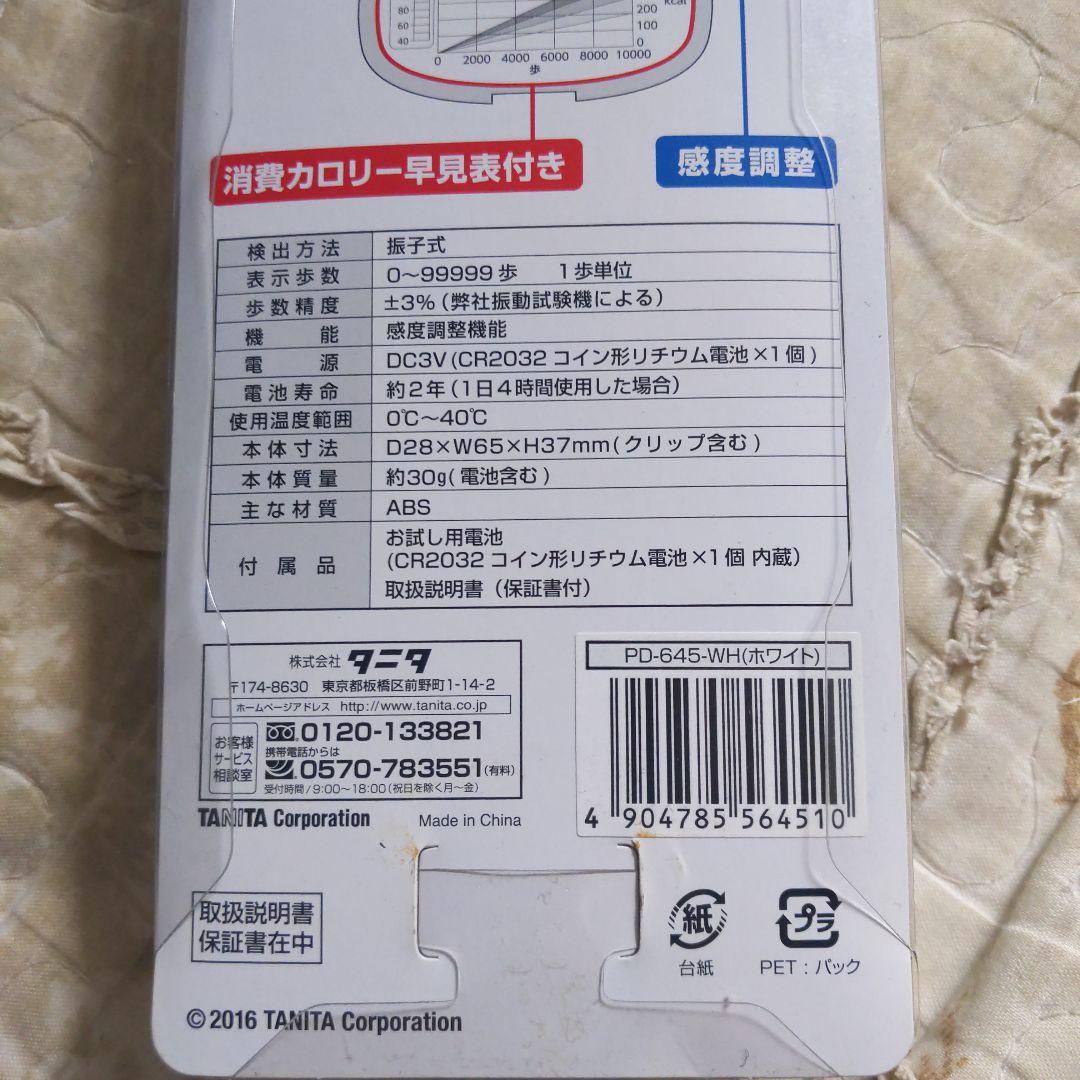 80
60
40
kcal
200
100
0
0 2000 4000 6000 8000 10000
歩
消費カロリー早見表付き
感度調整
検出方法 振子式
表示歩数 0〜99999歩 1歩単位
歩数精度 ±3%(弊社振動試験機による)
機能 感度調整機能
電源 DC3V(CR2032コイン形リチウム電池×1個)
電池寿命 約2年(1日4時間使用した場合)
使用温度範囲 0℃〜40℃
本体寸法 D28×W65×H37mm(クリップ含む)
本体質量 約30g(電池含む)
主な材質 ABS
付属品 お試し用電池
(CR2032コイン形リチウム電池×1個 内蔵)
取扱説明書(保証書付)
株式会社 タニタ
〒174-8630 東京都板橋区前野町1-14-2
ホームページアドレス http://www.tanita.co.jp
お客様
サービス
相談室
0120-133821
携帯電話からは
0570-783551(有料)
受付時間/9:00〜18:00(祝日を除く月〜金)
TANITA Corporation Made in China
PD-645-WH(ホワイト)
4 904785 564510
取扱説明書
保証書在中
紙
台紙
プラ
PET:パック
©2016 TANITA Corporation